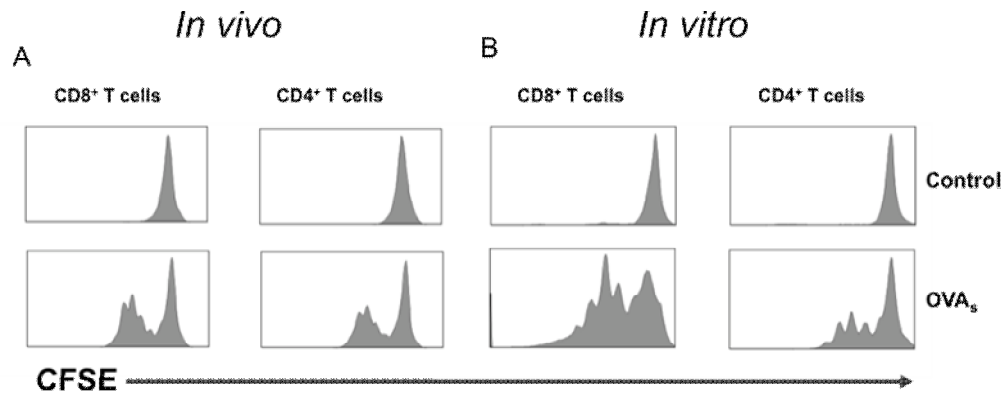 In vivo
In vitro
A
B
CD8⁺ T cells
CD4⁺ T cells
CD8⁺ T cells
CD4⁺ T cells
Control
OVAₛ
CFSE